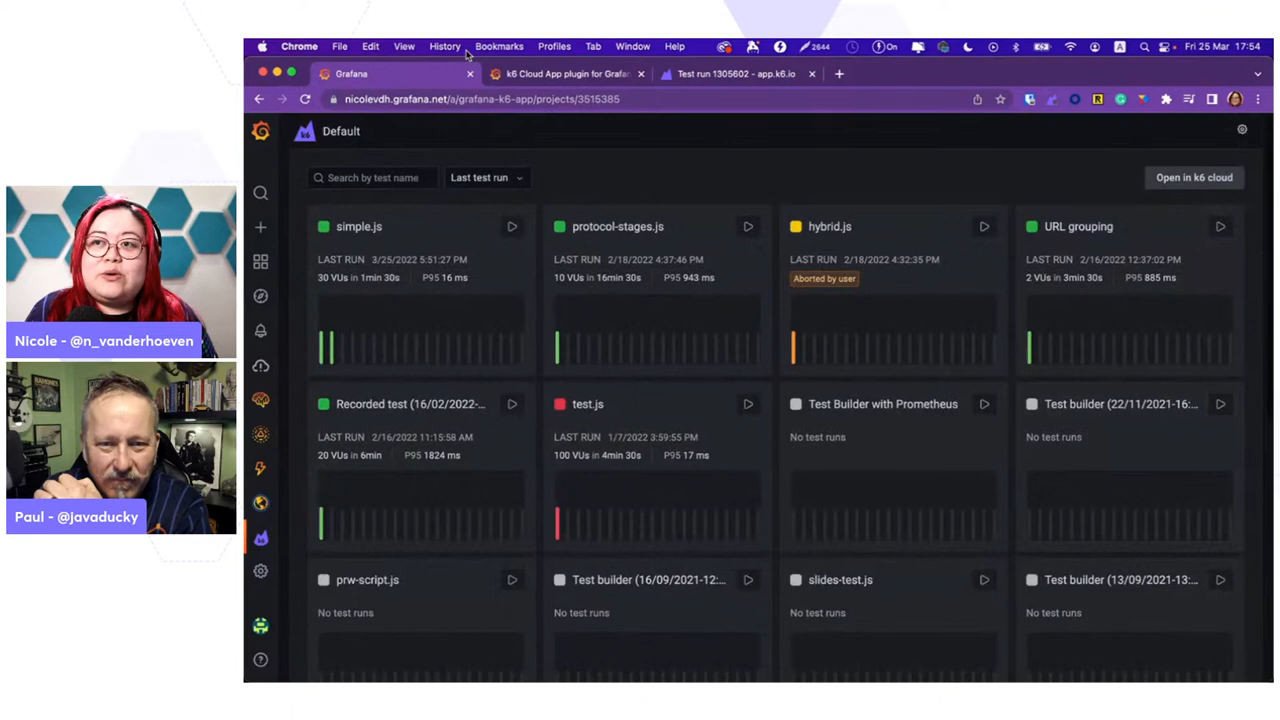 Chrome File Edit View History Bookmarks Profiles Tab Window Help 2644 On A Fri 25 Mar 17:54
Grafana
k6 Cloud App plugin for Grafan
Test run 1305602 - app.k6.io
nicolevdh.grafana.net/a/grafana-k6-app/projects/3515385
k6 Default
Search by test name
Last test run
Open in k6 cloud
simple.js
LAST RUN 3/25/2022 5:51:27 PM
30 VUs in 1min 30s P95 16 ms
protocol-stages.js
LAST RUN 2/18/2022 4:37:46 PM
10 VUs in 16min 30s P95 943 ms
hybrid.js
LAST RUN 2/18/2022 4:32:35 PM
Aborted by user
URL grouping
LAST RUN 2/16/2022 12:37:02 PM
2 VUs in 3min 30s P95 885 ms
Recorded test (16/02/2022-...
LAST RUN 2/16/2022 11:15:58 AM
20 VUs in 6min P95 1824 ms
test.js
LAST RUN 1/7/2022 3:59:55 PM
100 VUs in 4min 30s P95 17 ms
Test Builder with Prometheus
No test runs
Test builder (22/11/2021-16:...
No test runs
prw-script.js
No test runs
Test builder (16/09/2021-12:...
No test runs
slides-test.js
No test runs
Test builder (13/09/2021-13:...
No test runs
Nicole - @n_vanderhoeven
Paul - @javaducky